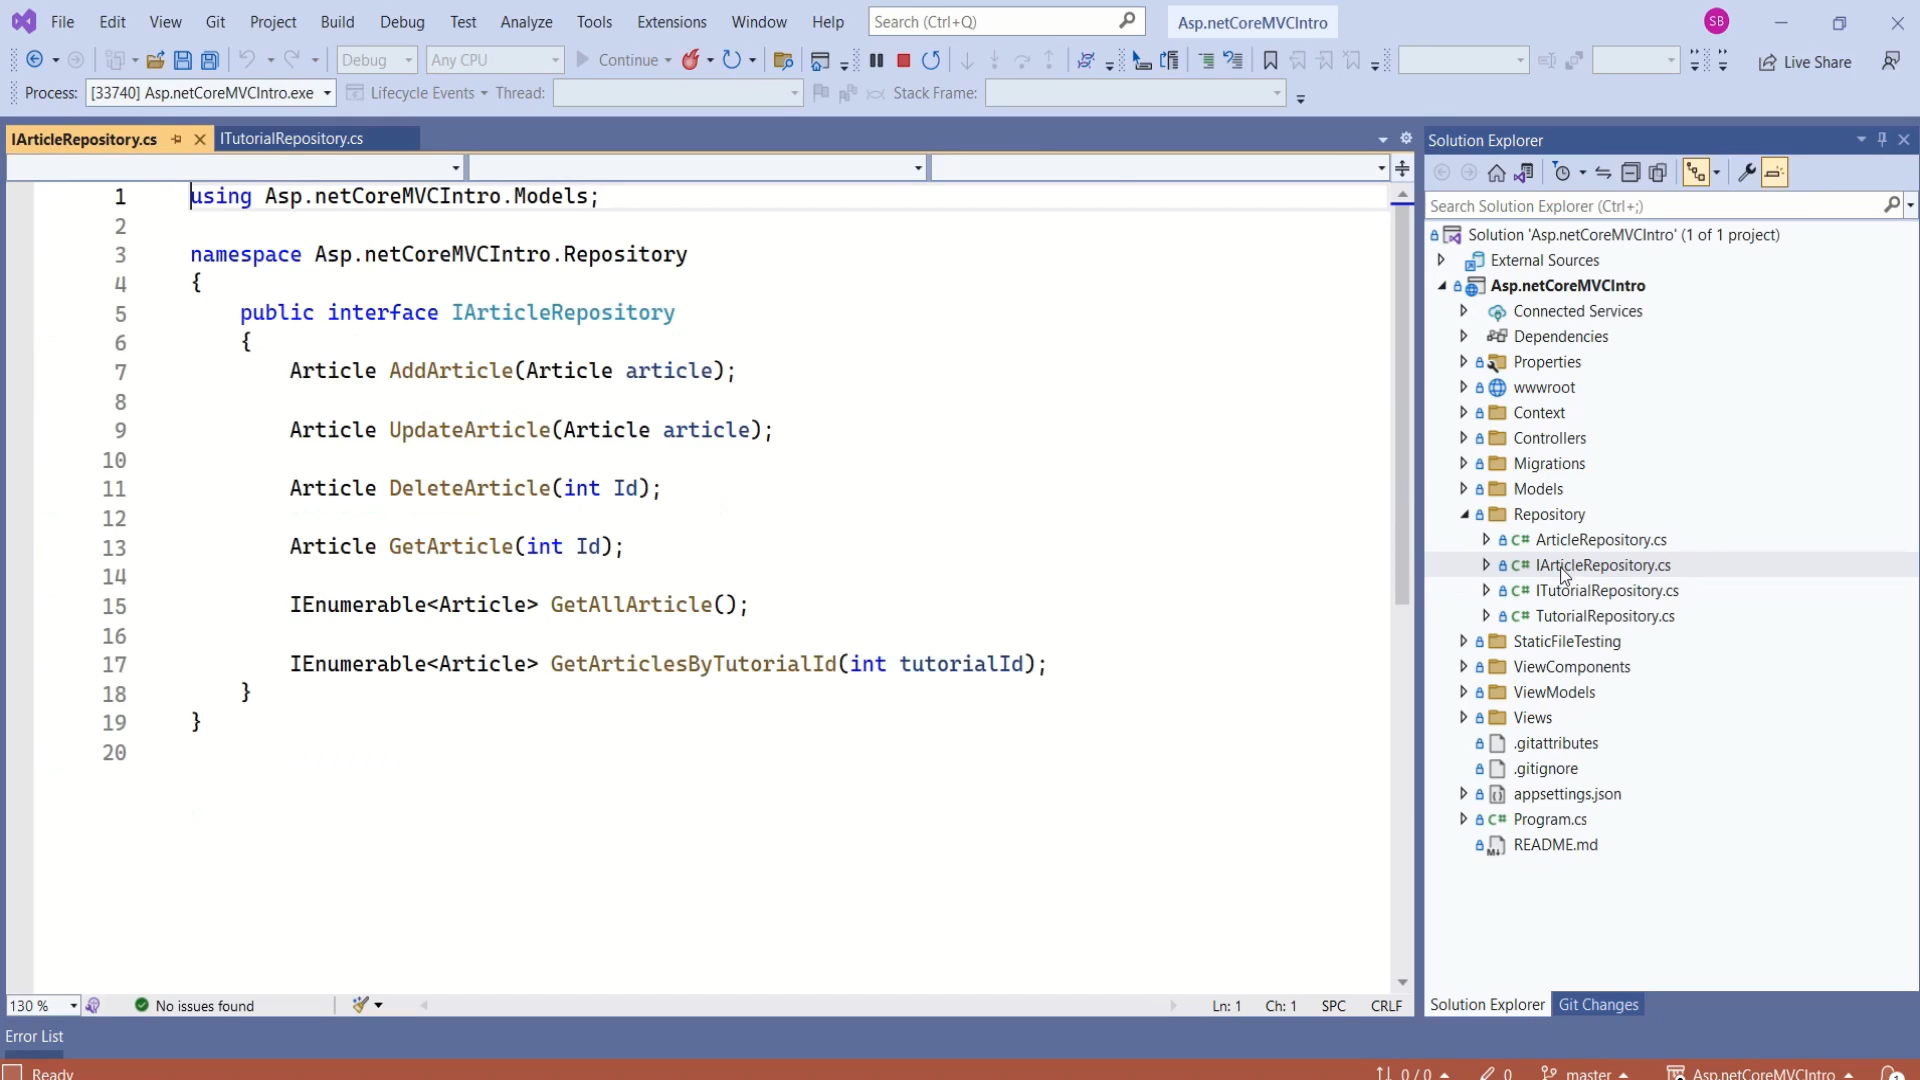 File Edit View Git Project Build Debug Test Analyze Tools Extensions Window Help Search (Ctrl+Q) Asp.netCoreMVCIntro SB
Debug Any CPU Continue Live Share
Process: [33740] Asp.netCoreMVCIntro.exe Lifecycle Events Thread: Stack Frame:
IArticleRepository.cs ITutorialRepository.cs
1 using Asp.netCoreMVCIntro.Models;
2
3 namespace Asp.netCoreMVCIntro.Repository
4 {
5 public interface IArticleRepository
6 {
7 Article AddArticle(Article article);
8
9 Article UpdateArticle(Article article);
10
11 Article DeleteArticle(int Id);
12
13 Article GetArticle(int Id);
14
15 IEnumerable<Article> GetAllArticle();
16
17 IEnumerable<Article> GetArticlesByTutorialId(int tutorialId);
18 }
19 }
20
130 % No issues found Ln: 1 Ch: 1 SPC CRLF
Solution Explorer
Search Solution Explorer (Ctrl+;)
Solution 'Asp.netCoreMVCIntro' (1 of 1 project)
External Sources
Asp.netCoreMVCIntro
Connected Services
Dependencies
Properties
wwwroot
Context
Controllers
Migrations
Models
Repository
C# ArticleRepository.cs
C# IArticleRepository.cs
C# ITutorialRepository.cs
C# TutorialRepository.cs
StaticFileTesting
ViewComponents
ViewModels
Views
.gitattributes
.gitignore
appsettings.json
C# Program.cs
README.md
Solution Explorer Git Changes
Error List
Ready 0 / 0 0 master Asp.netCoreMVCIntro 1